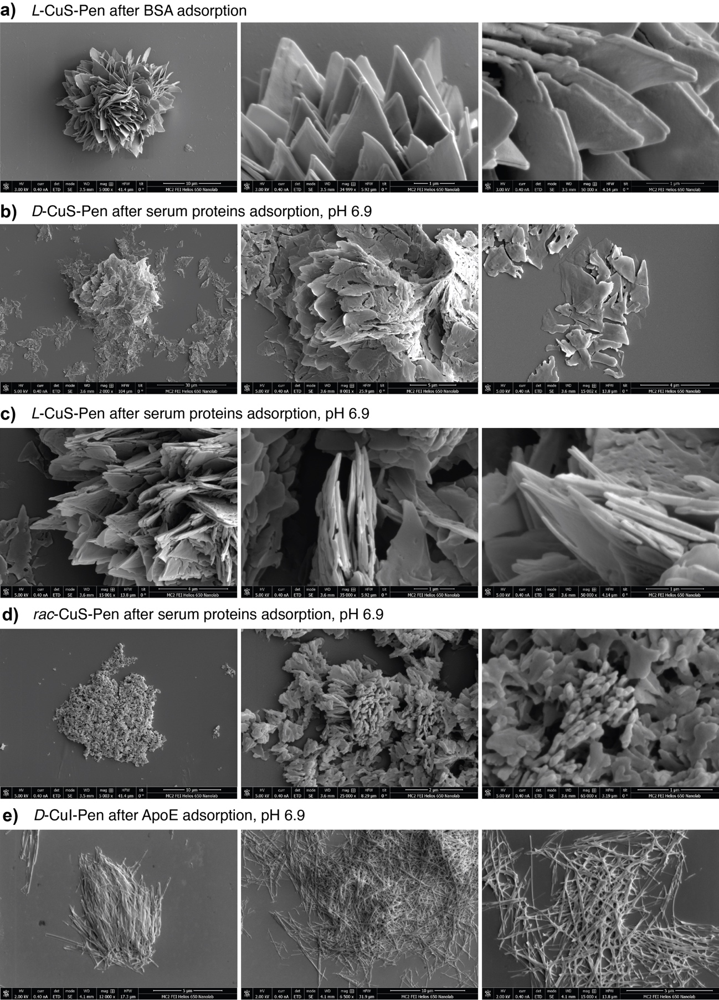 a) L-CuS-Pen after BSA adsorption
HV curr det mode WD mag HFW tilt 10 µm
3.00 kV 0.40 nA ETD SE 3.5 mm 5 000 x 41.4 µm 0 ° MC2 FEI Helios 650 Nanolab
HV curr det mode WD mag HFW tilt 1 µm
3.00 kV 0.40 nA ETD SE 3.5 mm 34 999 x 5.92 µm 0 ° MC2 FEI Helios 650 Nanolab
HV curr det mode WD mag HFW tilt 1 µm
3.00 kV 0.40 nA ETD SE 3.5 mm 50 000 x 4.14 µm 0 ° MC2 FEI Helios 650 Nanolab
b) D-CuS-Pen after serum proteins adsorption, pH 6.9
HV curr det mode WD mag HFW tilt 30 µm
5.00 kV 0.40 nA ETD SE 3.6 mm 2 000 x 104 µm 0 ° MC2 FEI Helios 650 Nanolab
HV curr det mode WD mag HFW tilt 5 µm
5.00 kV 0.40 nA ETD SE 3.6 mm 8 001 x 25.9 µm 0 ° MC2 FEI Helios 650 Nanolab
HV curr det mode WD mag HFW tilt 4 µm
5.00 kV 0.40 nA ETD SE 3.6 mm 15 002 x 13.8 µm 0 ° MC2 FEI Helios 650 Nanolab
c) L-CuS-Pen after serum proteins adsorption, pH 6.9
HV curr det mode WD mag HFW tilt 4 µm
5.00 kV 0.40 nA ETD SE 3.6 mm 15 001 x 13.8 µm 0 ° MC2 FEI Helios 650 Nanolab
HV curr det mode WD mag HFW tilt 1 µm
5.00 kV 0.40 nA ETD SE 3.6 mm 35 000 x 5.92 µm 0 ° MC2 FEI Helios 650 Nanolab
HV curr det mode WD mag HFW tilt 1 µm
5.00 kV 0.40 nA ETD SE 3.6 mm 50 000 x 4.14 µm 0 ° MC2 FEI Helios 650 Nanolab
d) rac-CuS-Pen after serum proteins adsorption, pH 6.9
HV curr det mode WD mag HFW tilt 10 µm
5.00 kV 0.40 nA ETD SE 3.5 mm 5 003 x 41.4 µm 0 ° MC2 FEI Helios 650 Nanolab
HV curr det mode WD mag HFW tilt 2 µm
5.00 kV 0.40 nA ETD SE 3.6 mm 25 000 x 8.29 µm 0 ° MC2 FEI Helios 650 Nanolab
HV curr det mode WD mag HFW tilt 1 µm
5.00 kV 0.40 nA ETD SE 3.6 mm 65 000 x 3.19 µm 0 ° MC2 FEI Helios 650 Nanolab
e) D-CuI-Pen after ApoE adsorption, pH 6.9
HV curr det mode WD mag HFW 5 µm
2.00 kV 0.40 nA ETD SE 4.1 mm 12 000 x 17.3 µm MC2 FEI Helios 650 Nanolab
HV curr det mode WD mag HFW 10 µm
2.00 kV 0.40 nA ETD SE 4.1 mm 6 500 x 31.9 µm MC2 FEI Helios 650 Nanolab
HV curr det mode WD mag HFW 5 µm
2.00 kV 0.40 nA ETD SE 4.1 mm 15 000 x 13.8 µm MC2 FEI Helios 650 Nanolab